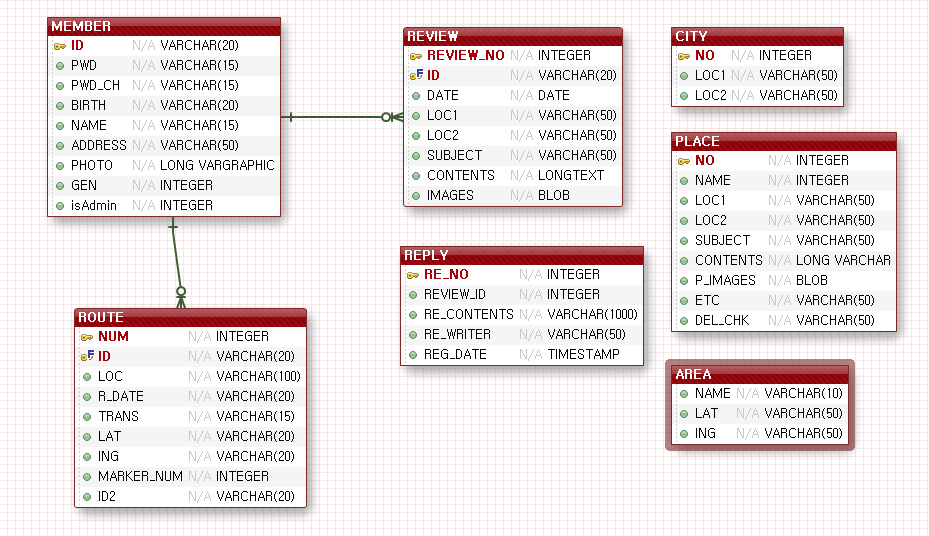 MEMBER
ID N/A VARCHAR(20)
PWD N/A VARCHAR(15)
PWD_CH N/A VARCHAR(15)
BIRTH N/A VARCHAR(20)
NAME N/A VARCHAR(15)
ADDRESS N/A VARCHAR(50)
PHOTO N/A LONG VARGRAPHIC
GEN N/A INTEGER
isAdmin N/A INTEGER
REVIEW
REVIEW_NO N/A INTEGER
ID N/A VARCHAR(20)
DATE N/A DATE
LOC1 N/A VARCHAR(50)
LOC2 N/A VARCHAR(50)
SUBJECT N/A VARCHAR(50)
CONTENTS N/A LONGTEXT
IMAGES N/A BLOB
CITY
NO N/A INTEGER
LOC1 N/A VARCHAR(50)
LOC2 N/A VARCHAR(50)
PLACE
NO N/A INTEGER
NAME N/A INTEGER
LOC1 N/A VARCHAR(50)
LOC2 N/A VARCHAR(50)
SUBJECT N/A VARCHAR(50)
CONTENTS N/A LONG VARCHAR
P_IMAGES N/A BLOB
ETC N/A VARCHAR(50)
DEL_CHK N/A VARCHAR(50)
REPLY
RE_NO N/A INTEGER
REVIEW_ID N/A INTEGER
RE_CONTENTS N/A VARCHAR(1000)
RE_WRITER N/A VARCHAR(50)
REG_DATE N/A TIMESTAMP
ROUTE
NUM N/A INTEGER
ID N/A VARCHAR(20)
LOC N/A VARCHAR(100)
R_DATE N/A VARCHAR(20)
TRANS N/A VARCHAR(15)
LAT N/A VARCHAR(20)
ING N/A VARCHAR(20)
MARKER_NUM N/A INTEGER
ID2 N/A VARCHAR(20)
AREA
NAME N/A VARCHAR(10)
LAT N/A VARCHAR(50)
ING N/A VARCHAR(50)